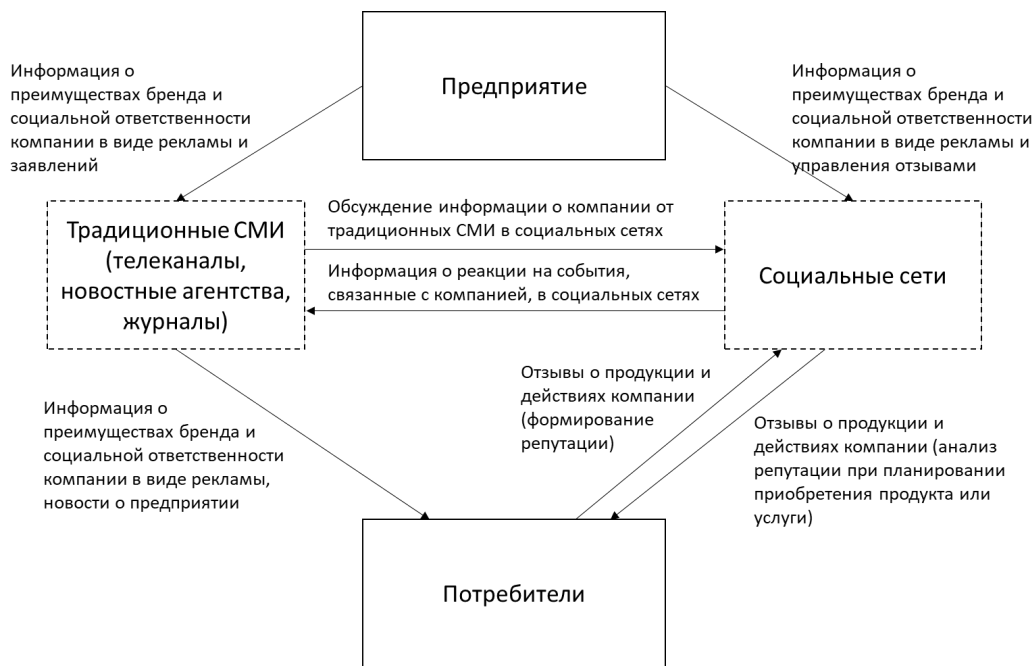 Предприятие
Информация о
преимуществах бренда и
социальной ответственности
компании в виде рекламы и
заявлений
Информация о
преимуществах бренда и
социальной ответственности
компании в виде рекламы и
управления отзывами
Традиционные СМИ
(телеканалы,
новостные агентства,
журналы)
Обсуждение информации о компании от
традиционных СМИ в социальных сетях
Информация о реакции на события,
связанные с компанией, в социальных сетях
Социальные сети
Информация о
преимуществах бренда и
социальной ответственности
компании в виде рекламы,
новости о предприятии
Отзывы о продукции и
действиях компании
(формирование
репутации)
Отзывы о продукции и
действиях компании (анализ
репутации при планировании
приобретения продукта или
услуги)
Потребители